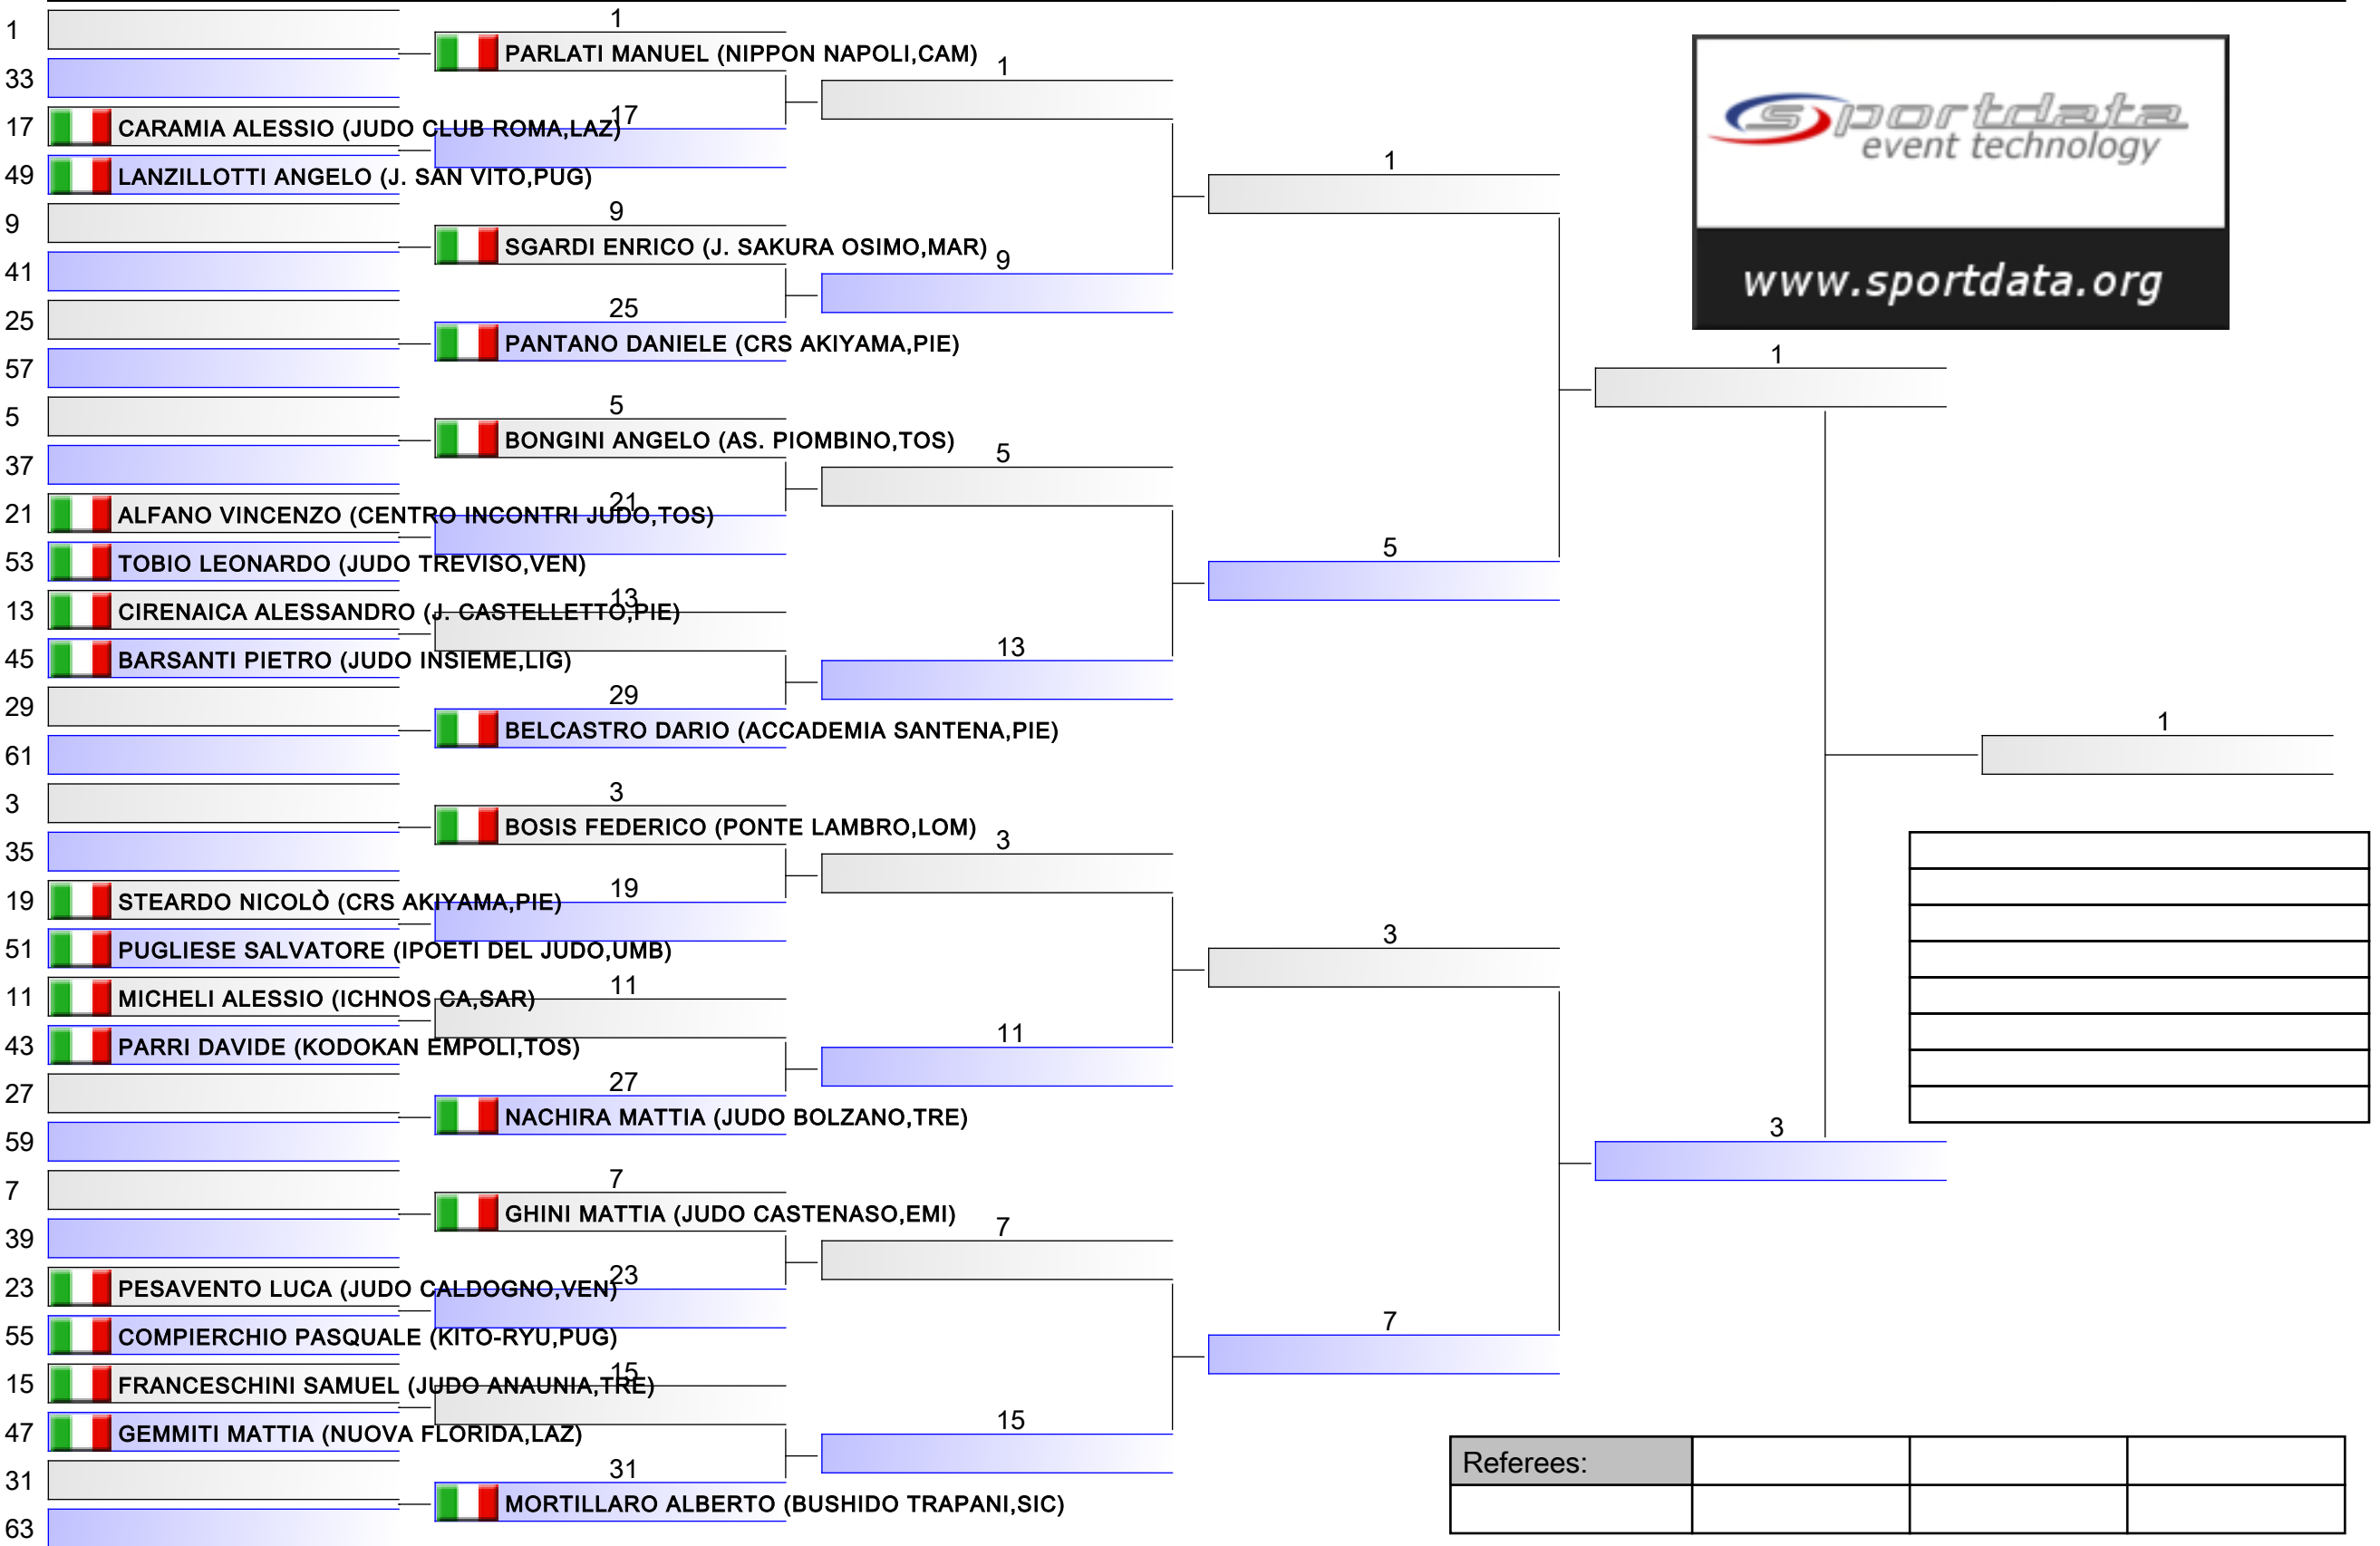 1
1
PARLATI MANUEL (NIPPON NAPOLI,CAM)
1
33
17
17
CARAMIA ALESSIO (JUDO CLUB ROMA,LAZ)
1
49
LANZILLOTTI ANGELO (J. SAN VITO,PUG)
9
9
SGARDI ENRICO (J. SAKURA OSIMO,MAR)
9
41
25
25
PANTANO DANIELE (CRS AKIYAMA,PIE)
57
1
5
5
BONGINI ANGELO (AS. PIOMBINO,TOS)
5
37
21
21
ALFANO VINCENZO (CENTRO INCONTRI JUDO,TOS)
5
53
TOBIO LEONARDO (JUDO TREVISO,VEN)
13
13
CIRENAICA ALESSANDRO (J. CASTELLETTO,PIE)
13
45
BARSANTI PIETRO (JUDO INSIEME,LIG)
29
29
BELCASTRO DARIO (ACCADEMIA SANTENA,PIE)
1
61
3
3
BOSIS FEDERICO (PONTE LAMBRO,LOM)
3
35
19
19
STEARDO NICOLÒ (CRS AKIYAMA,PIE)
3
51
PUGLIESE SALVATORE (IPOETI DEL JUDO,UMB)
11
11
MICHELI ALESSIO (ICHNOS CA,SAR)
11
43
PARRI DAVIDE (KODOKAN EMPOLI,TOS)
27
27
NACHIRA MATTIA (JUDO BOLZANO,TRE)
3
59
7
7
GHINI MATTIA (JUDO CASTENASO,EMI)
7
39
23
23
PESAVENTO LUCA (JUDO CALDOGNO,VEN)
7
55
COMPIERCHIO PASQUALE (KITO-RYU,PUG)
15
15
FRANCESCHINI SAMUEL (JUDO ANAUNIA,TRE)
15
47
GEMMITI MATTIA (NUOVA FLORIDA,LAZ)
31
31
MORTILLARO ALBERTO (BUSHIDO TRAPANI,SIC)
63
sportdata
event technology
www.sportdata.org
Referees: